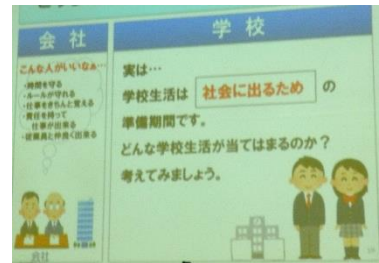 会社
学校
こんな人がいいなぁ…
・時間を守る
・ルールが守れる
・仕事をきちんと覚える
・責任を持って
仕事が出来る
・従業員と仲良く出来る
会社
実は…
学校生活は 社会に出るため の
準備期間です。
どんな学校生活が当てはまるのか？
考えてみましょう。